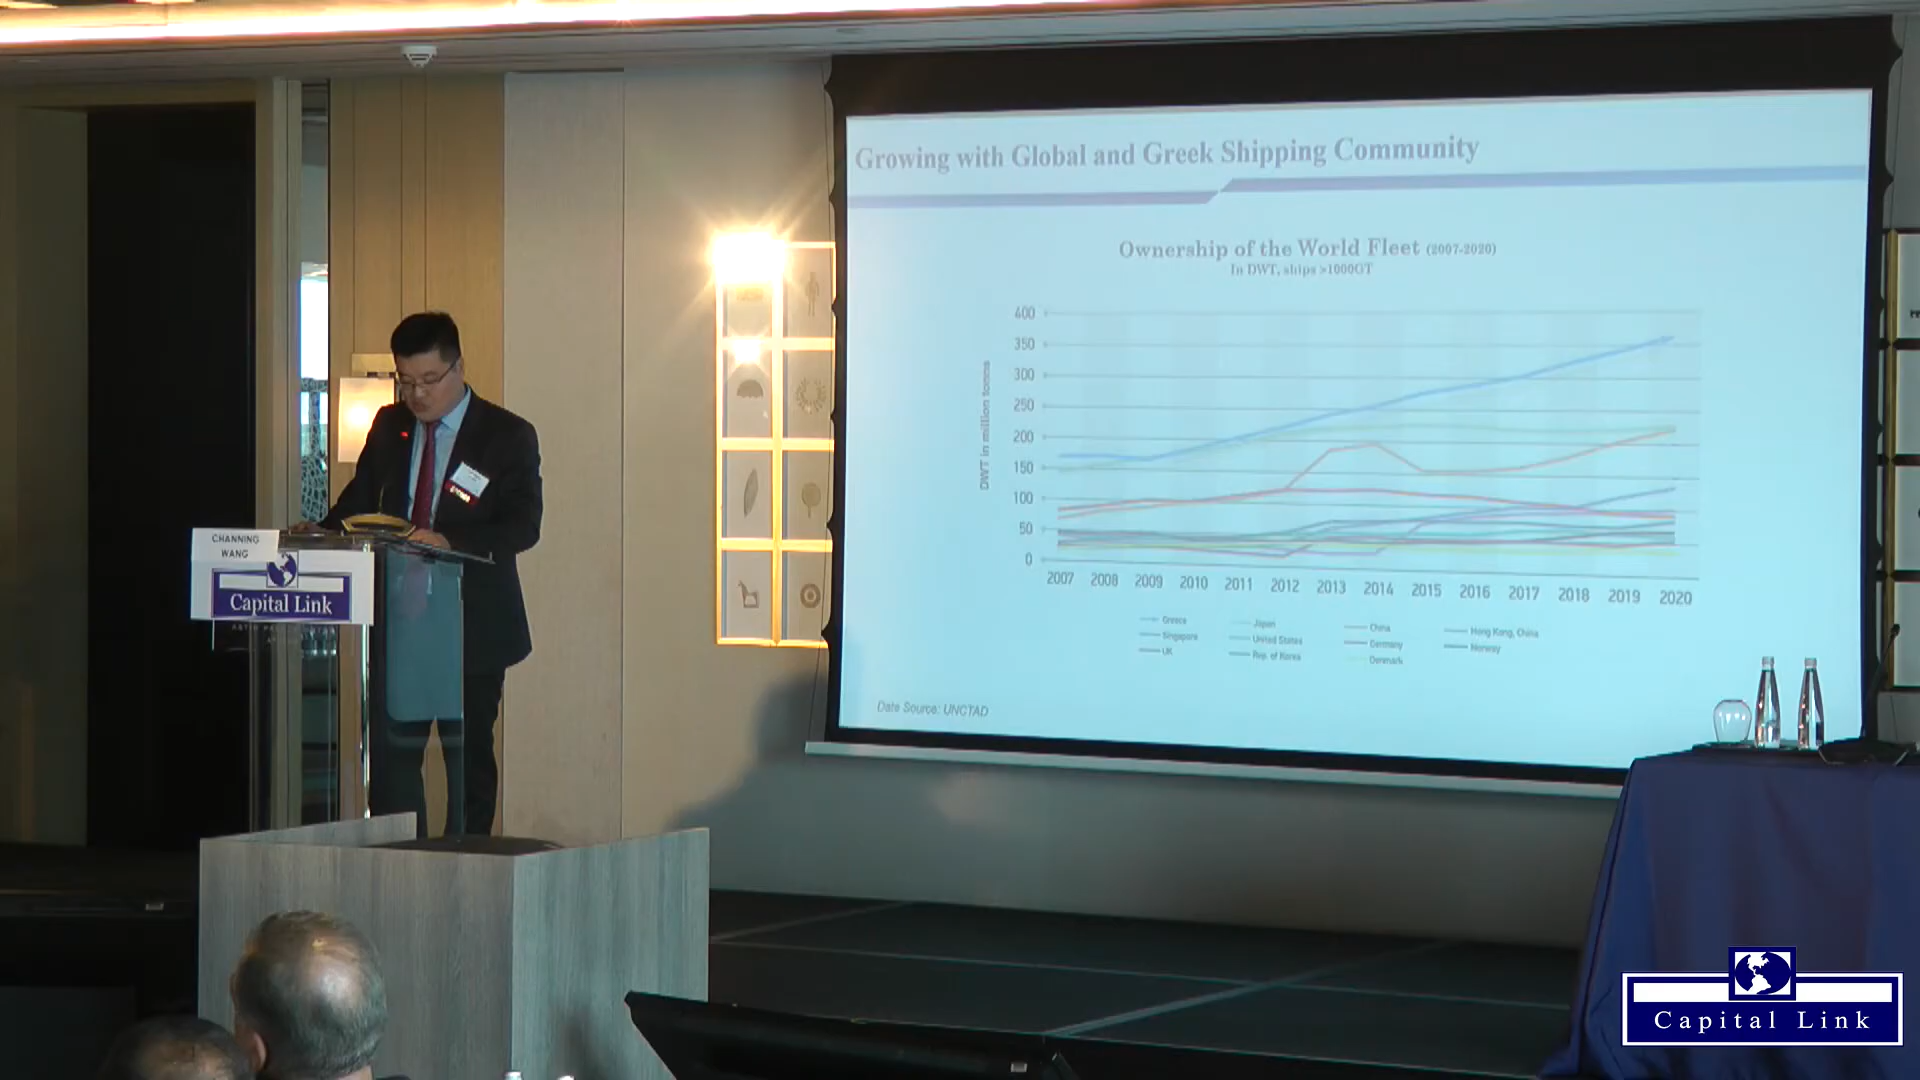 Growing with Global and Greek Shipping Community
Ownership of the World Fleet (2007-2020)
In DWT, ships >1000GT
DWT in million tonns
400
350
300
250
200
150
100
50
0
2007 2008 2009 2010 2011 2012 2013 2014 2015 2016 2017 2018 2019 2020
Greece Japan China Hong Kong, China
Singapore United States Germany Norway
UK Rep. of Korea Denmark
Date Source: UNCTAD
CHANNING
WANG
Capital Link
Capital Link